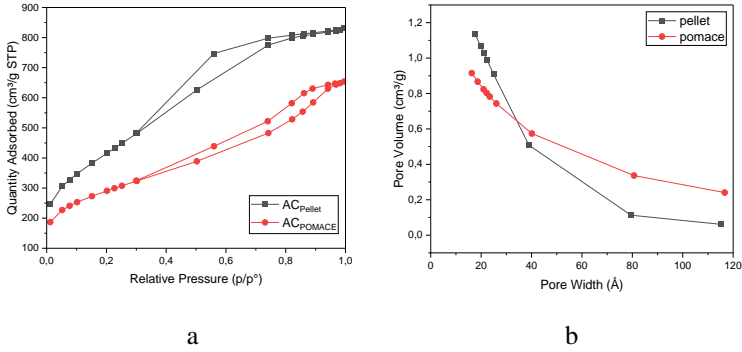 900
800
700
600
500
400
300
200
100
0,0
0,2
0,4
0,6
0,8
1,0
Quantity Adsorbed (cm³/g STP)
Relative Pressure (p/p°)
AC_Pellet
AC_POMACE
a
1,2
1,0
0,8
0,6
0,4
0,2
0,0
0
20
40
60
80
100
120
Pore Volume (cm³/g)
Pore Width (Å)
pellet
pomace
b